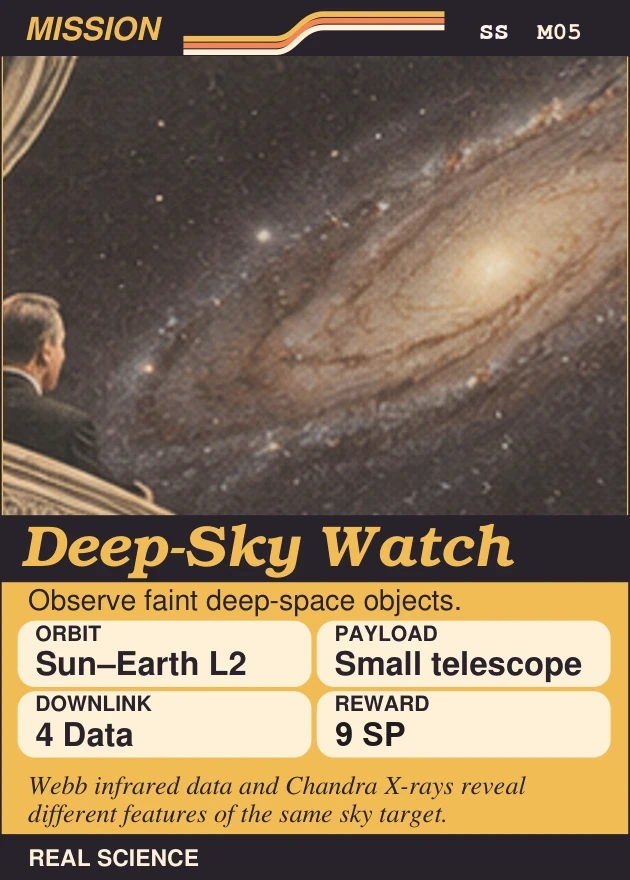 MISSION
SS M05
Deep-Sky Watch
Observe faint deep-space objects.
ORBIT
Sun–Earth L2
PAYLOAD
Small telescope
DOWNLINK
4 Data
REWARD
9 SP
Webb infrared data and Chandra X-rays reveal
different features of the same sky target.
REAL SCIENCE